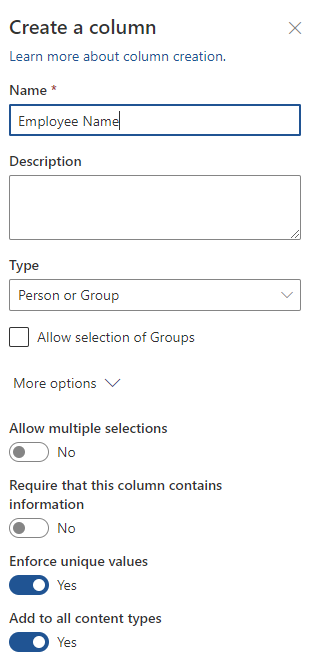 Create a column
Learn more about column creation.
Name *
Employee Name
Description
Type
Person or Group
Allow selection of Groups
More options
Allow multiple selections
No
Require that this column contains
information
No
Enforce unique values
Yes
Add to all content types
Yes